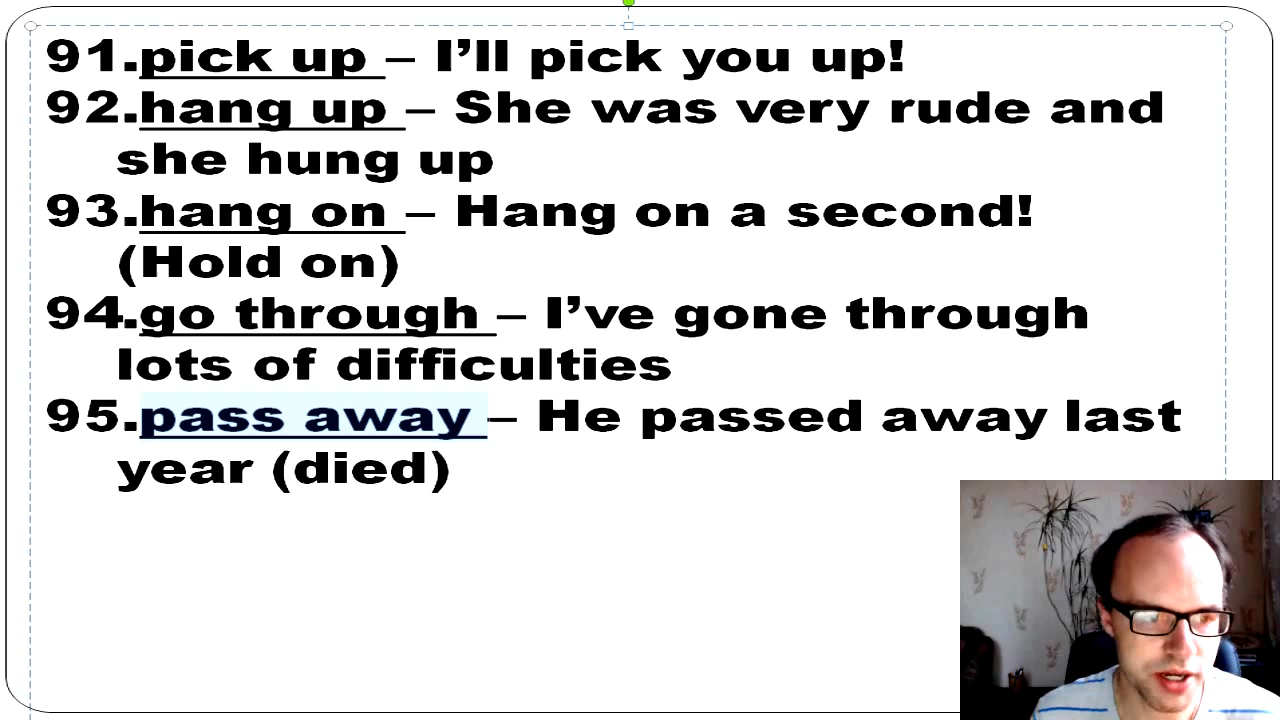 91.pick up – I’ll pick you up!
92.hang up – She was very rude and
she hung up
93.hang on – Hang on a second!
(Hold on)
94.go through – I’ve gone through
lots of difficulties
95.pass away – He passed away last
year (died)